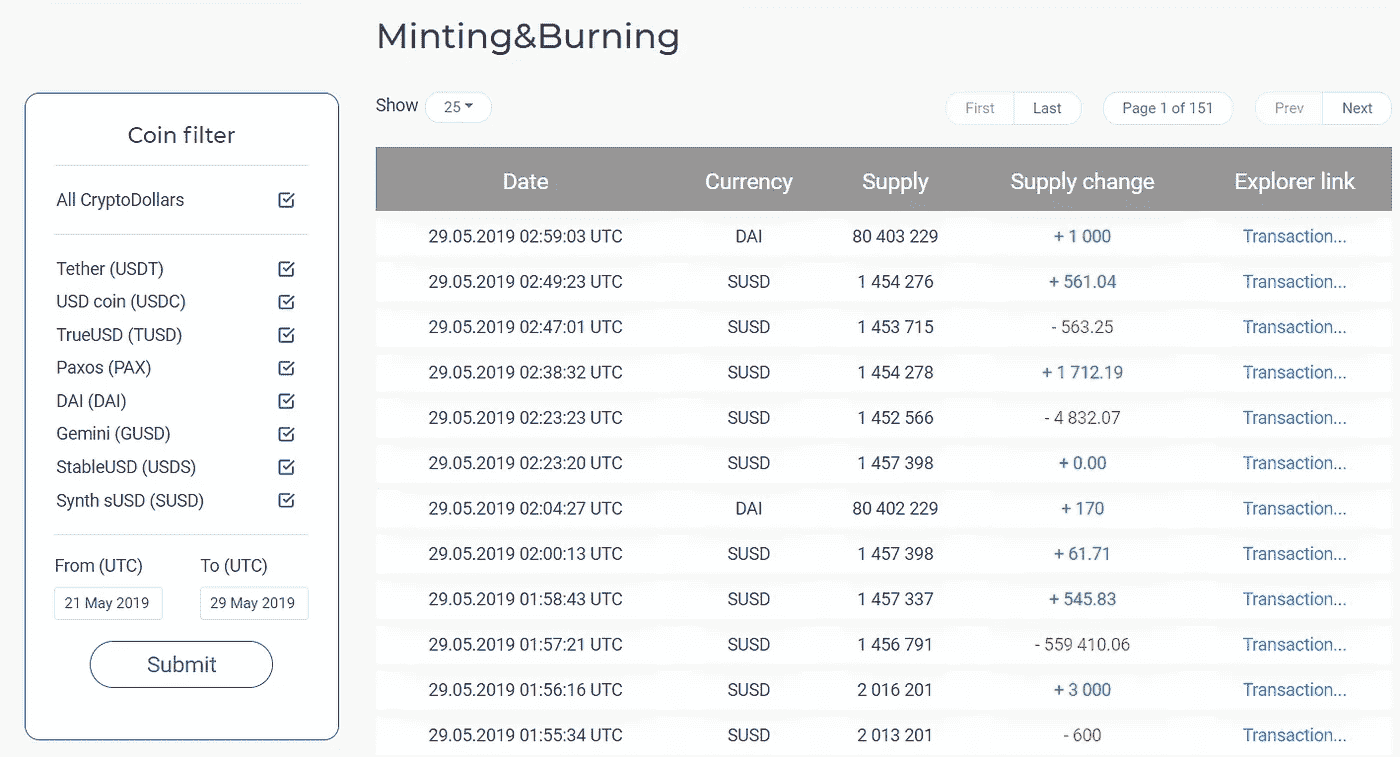 Minting&Burning
Show 25 First Last Page 1 of 151 Prev Next
Coin filter
All CryptoDollars
Tether (USDT)
USD coin (USDC)
TrueUSD (TUSD)
Paxos (PAX)
DAI (DAI)
Gemini (GUSD)
StableUSD (USDS)
Synth sUSD (SUSD)
From (UTC) To (UTC)
21 May 2019 29 May 2019
Submit
Date Currency Supply Supply change Explorer link
29.05.2019 02:59:03 UTC DAI 80 403 229 + 1 000 Transaction...
29.05.2019 02:49:23 UTC SUSD 1 454 276 + 561.04 Transaction...
29.05.2019 02:47:01 UTC SUSD 1 453 715 - 563.25 Transaction...
29.05.2019 02:38:32 UTC SUSD 1 454 278 + 1 712.19 Transaction...
29.05.2019 02:23:23 UTC SUSD 1 452 566 - 4 832.07 Transaction...
29.05.2019 02:23:20 UTC SUSD 1 457 398 + 0.00 Transaction...
29.05.2019 02:04:27 UTC DAI 80 402 229 + 170 Transaction...
29.05.2019 02:00:13 UTC SUSD 1 457 398 + 61.71 Transaction...
29.05.2019 01:58:43 UTC SUSD 1 457 337 + 545.83 Transaction...
29.05.2019 01:57:21 UTC SUSD 1 456 791 - 559 410.06 Transaction...
29.05.2019 01:56:16 UTC SUSD 2 016 201 + 3 000 Transaction...
29.05.2019 01:55:34 UTC SUSD 2 013 201 - 600 Transaction...